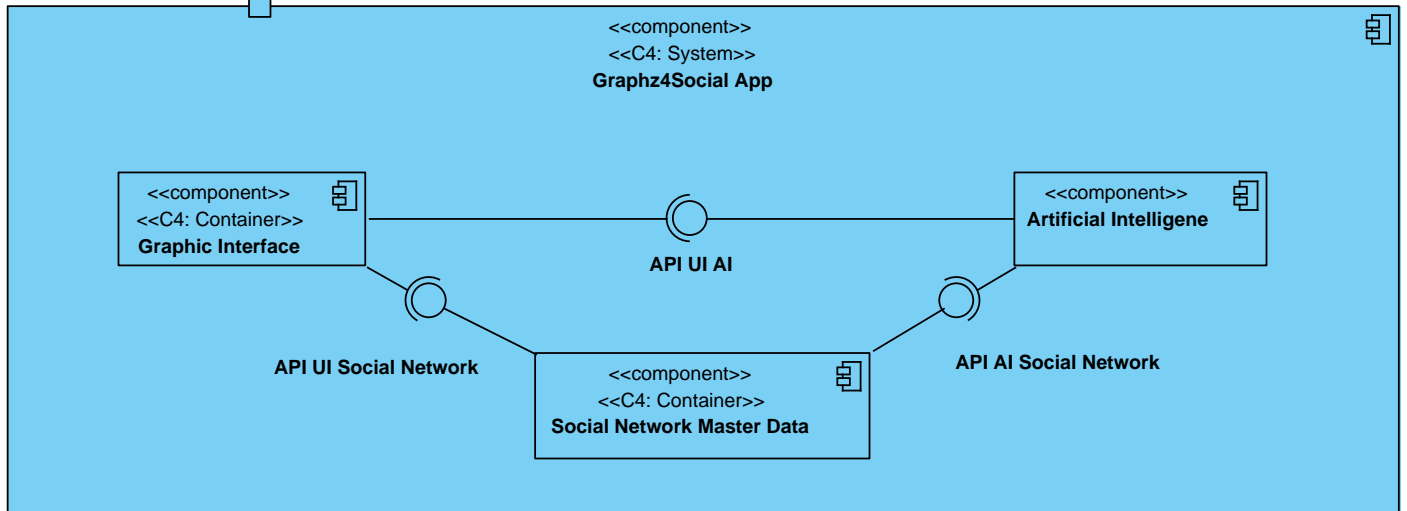 <<component>>
<<C4: System>>
Graphz4Social App
<<component>>
<<C4: Container>>
Graphic Interface
<<component>>
Artificial Intelligene
API UI AI
API UI Social Network
API AI Social Network
<<component>>
<<C4: Container>>
Social Network Master Data